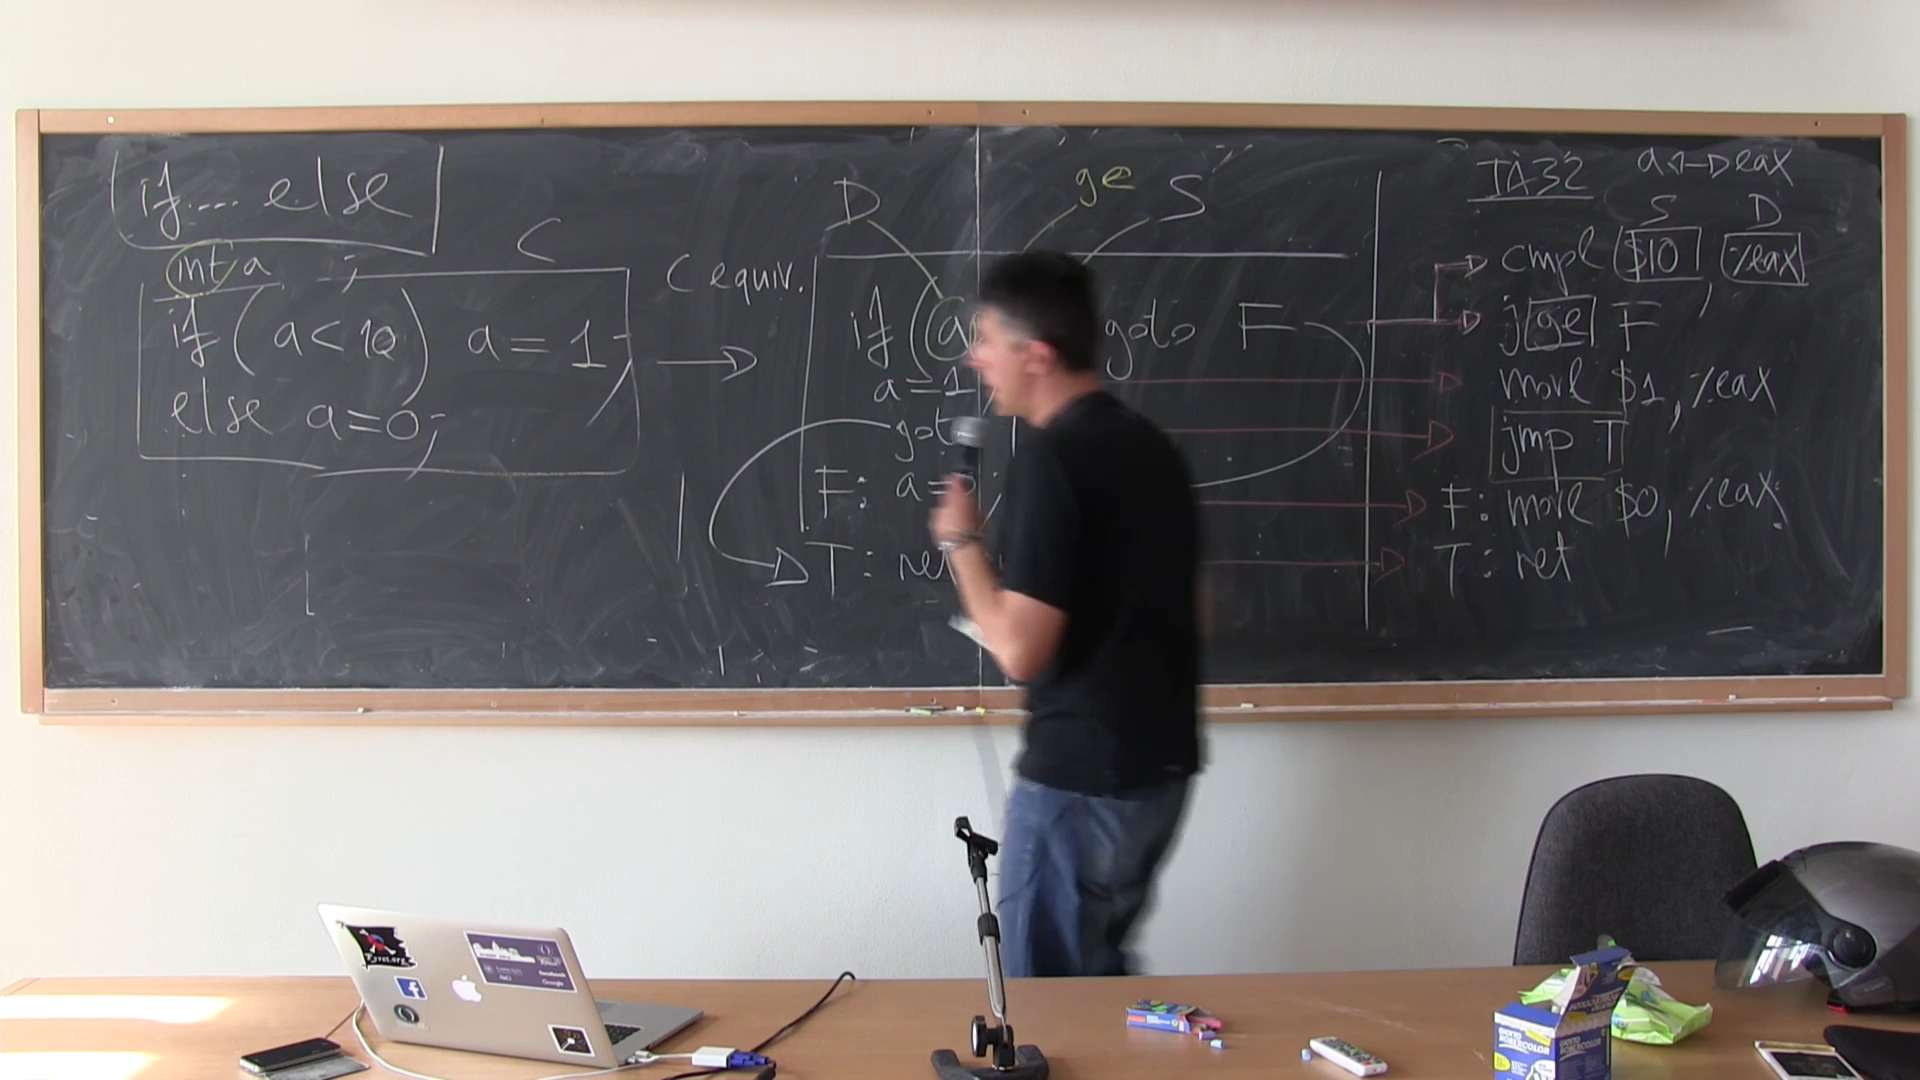 if.... else
int a ;
C
if (a<10) a=1;
else a=0;
C equiv.
D ge S
if (a goto F
a=1;
F: a=
T: ret
IA32 a<->eax
S D
cmpl $10, %eax
jge F
movl $1, %eax
jmp T
F: movl $0, %eax
T: ret